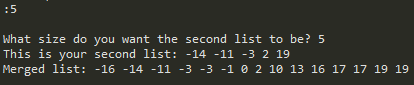 :5
What size do you want the second list to be? 5
This is your second list: -14 -11 -3 2 19
Merged list: -16 -14 -11 -3 -3 -1 0 2 10 13 16 17 17 19 19